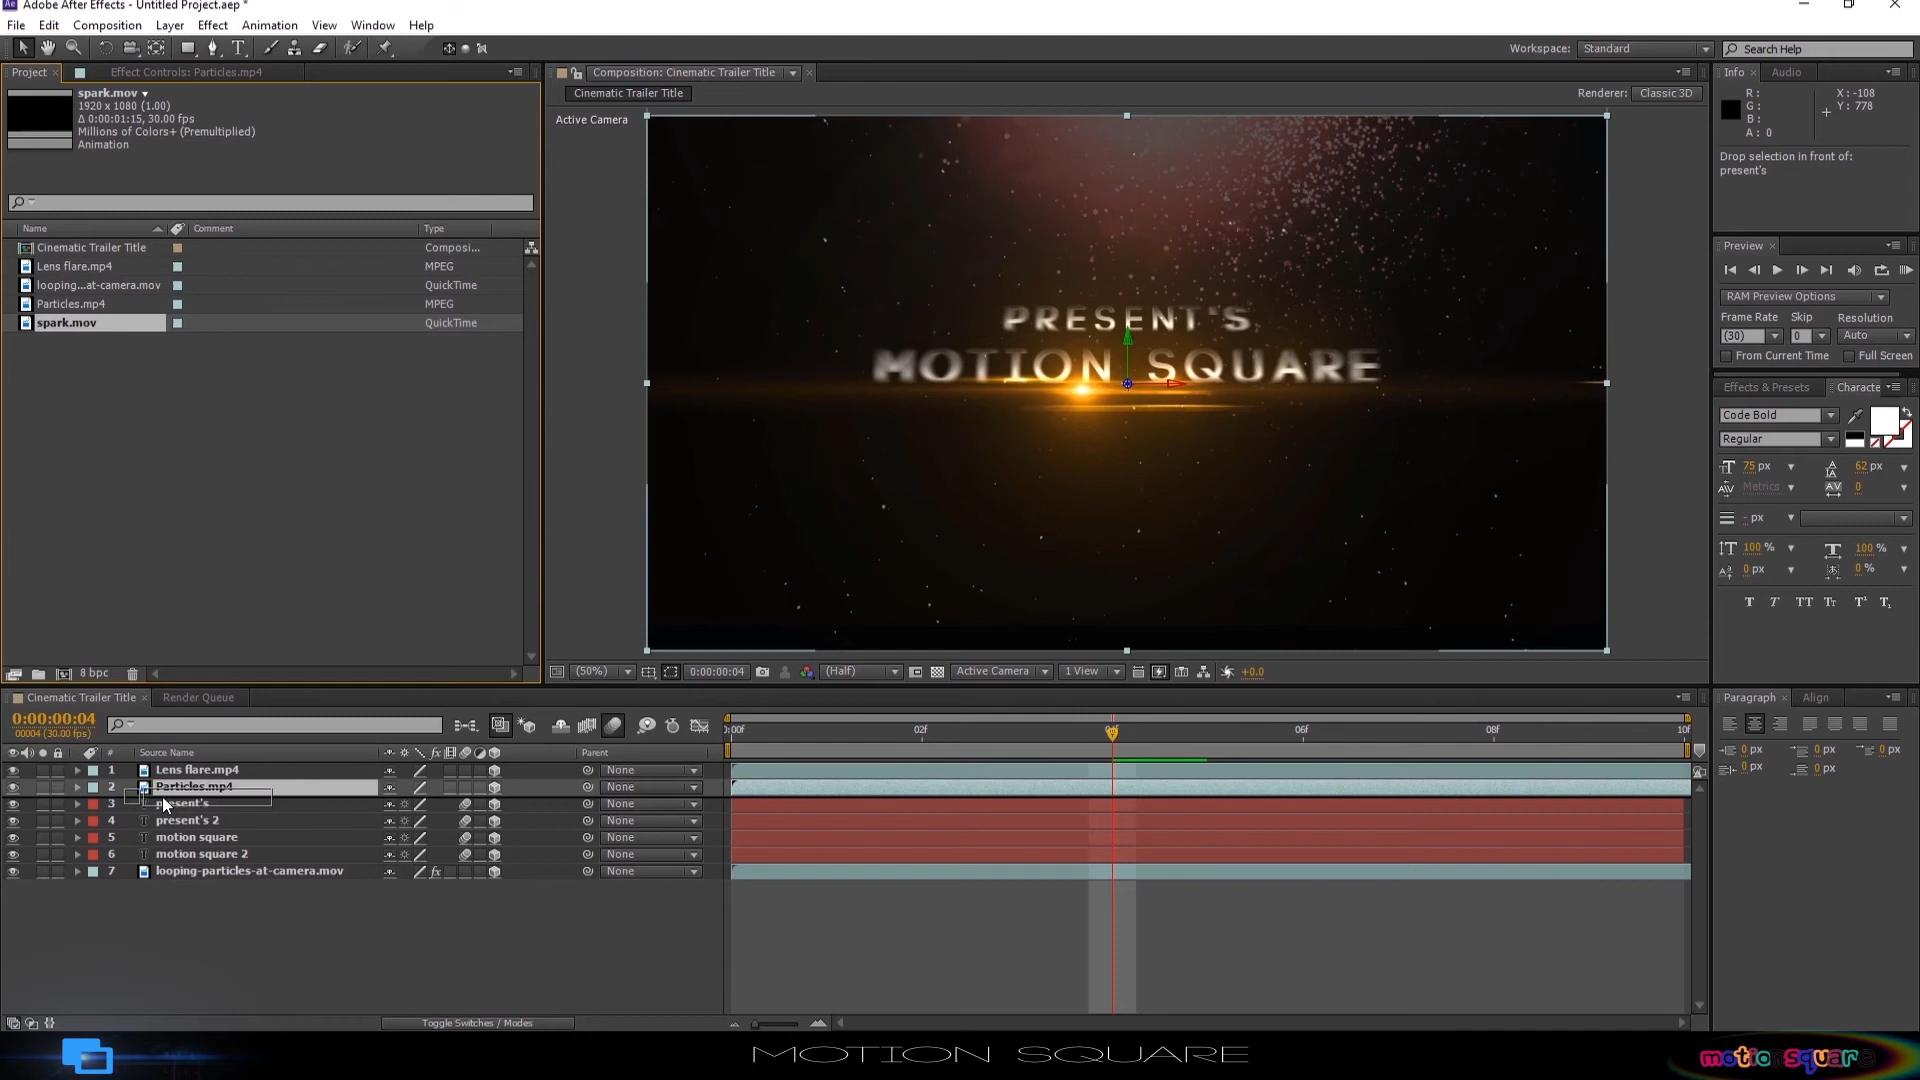 Ae Adobe After Effects - Untitled Project.aep *
File Edit Composition Layer Effect Animation View Window Help
Workspace: Standard Search Help
Project Effect Controls: Particles.mp4
spark.mov
1920 x 1080 (1.00)
Δ 0:00:01:15, 30.00 fps
Millions of Colors+ (Premultiplied)
Animation
Name Comment Type
Cinematic Trailer Title Composi...
Lens flare.mp4 MPEG
looping...at-camera.mov QuickTime
Particles.mp4 MPEG
spark.mov QuickTime
8 bpc
Composition: Cinematic Trailer Title
Cinematic Trailer Title
Renderer: Classic 3D
Active Camera
PRESENT'S
MOTION SQUARE
(50%) 0:00:00:04 (Half) Active Camera 1 View +0.0
Info Audio
R : X : -108
G : Y : 778
B :
A : 0
Drop selection in front of:
present's
Preview
RAM Preview Options
Frame Rate Skip Resolution
(30) 0 Auto
From Current Time Full Screen
Effects & Presets Characte
Code Bold
Regular
75 px 62 px
Metrics 0
- px
100 % 100 %
0 px 0 %
T T TT Tt T¹ T₁
Cinematic Trailer Title Render Queue
0:00:00:04
00004 (30.00 fps)
# Source Name Parent
1 Lens flare.mp4 None
2 Particles.mp4 None
3 present's None
4 present's 2 None
5 motion square None
6 motion square 2 None
7 looping-particles-at-camera.mov None
0:00f 02f 06f 08f 10f
Toggle Switches / Modes
Paragraph Align
0 px 0 px 0 px
0 px 0 px
MOTION SQUARE
motionsquare